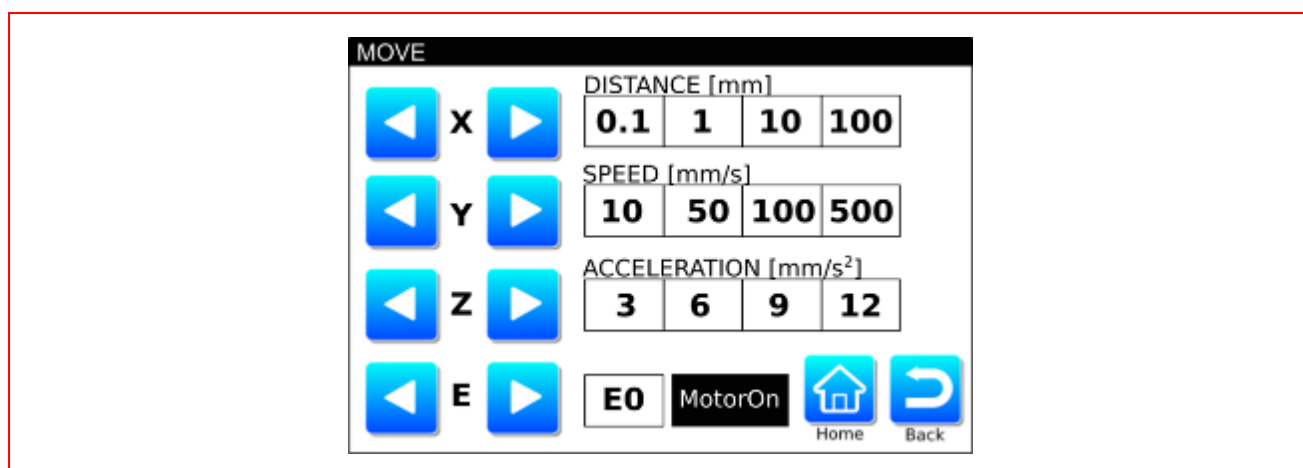 MOVE
DISTANCE [mm]
X 0.1 1 10 100
SPEED [mm/s]
Y 10 50 100 500
ACCELERATION [mm/s²]
Z 3 6 9 12
E E0 MotorOn
Home Back